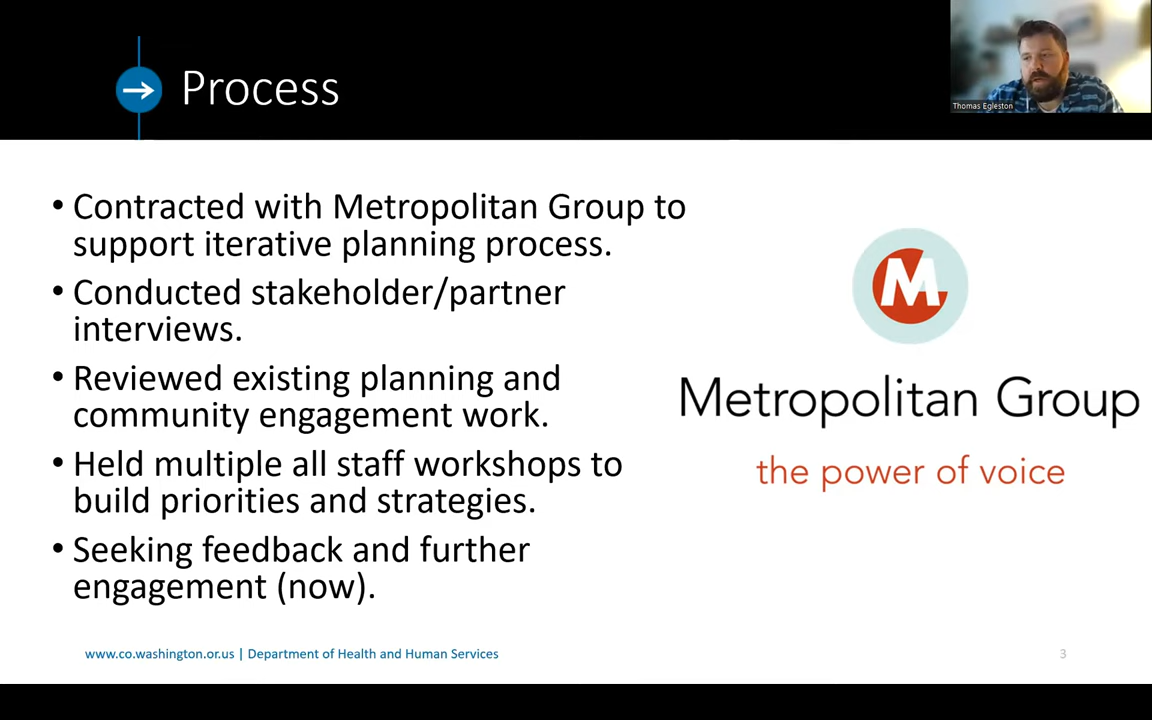 Process
Thomas Egleston
• Contracted with Metropolitan Group to
support iterative planning process.
• Conducted stakeholder/partner
interviews.
• Reviewed existing planning and
community engagement work.
• Held multiple all staff workshops to
build priorities and strategies.
• Seeking feedback and further
engagement (now).
M
Metropolitan Group
the power of voice
www.co.washington.or.us | Department of Health and Human Services
3